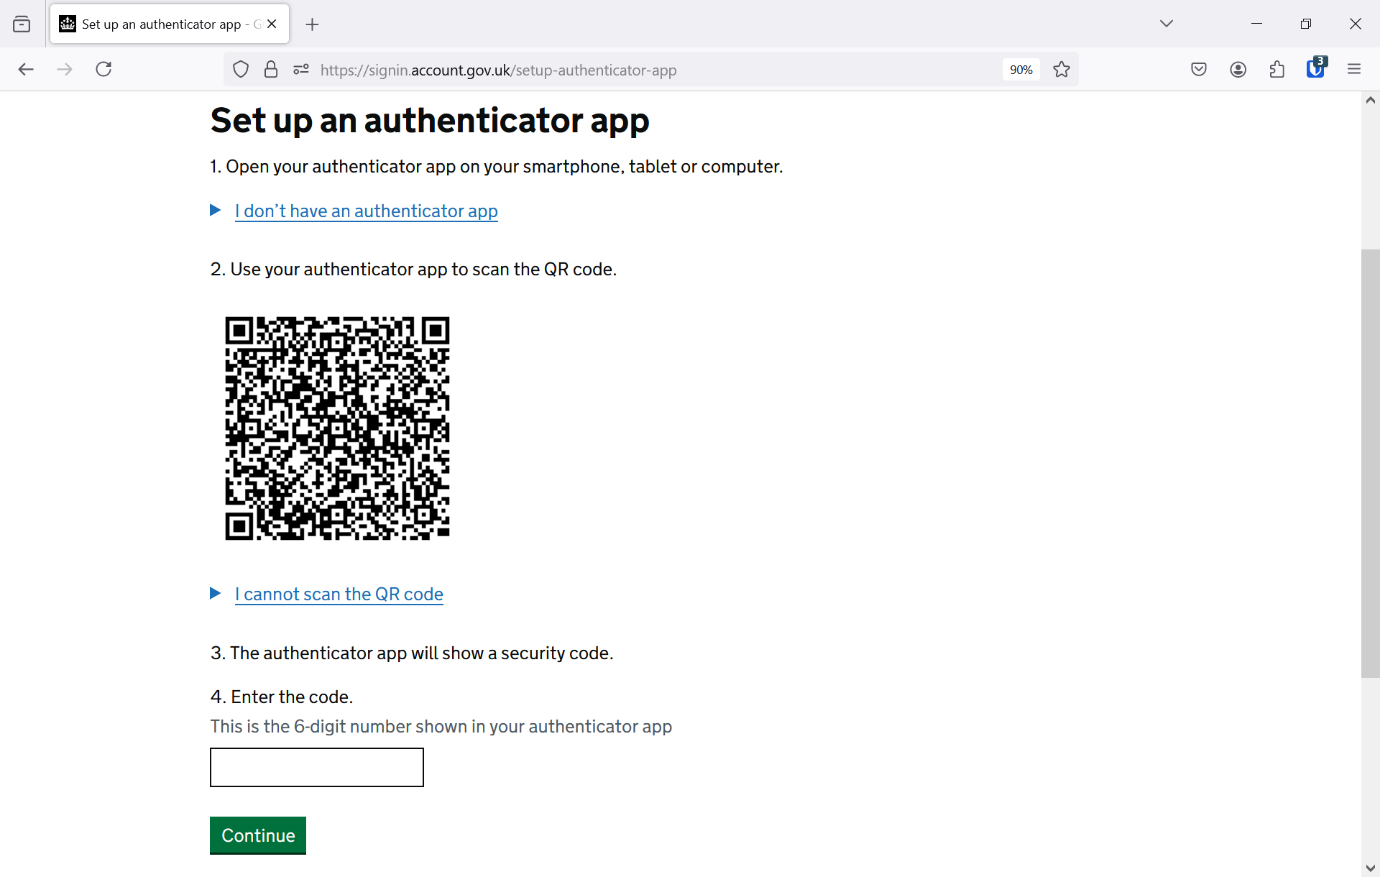 Set up an authenticator app - G
https://signin.account.gov.uk/setup-authenticator-app
90%
3
Set up an authenticator app
1. Open your authenticator app on your smartphone, tablet or computer.
I don’t have an authenticator app
2. Use your authenticator app to scan the QR code.
I cannot scan the QR code
3. The authenticator app will show a security code.
4. Enter the code.
This is the 6-digit number shown in your authenticator app
Continue